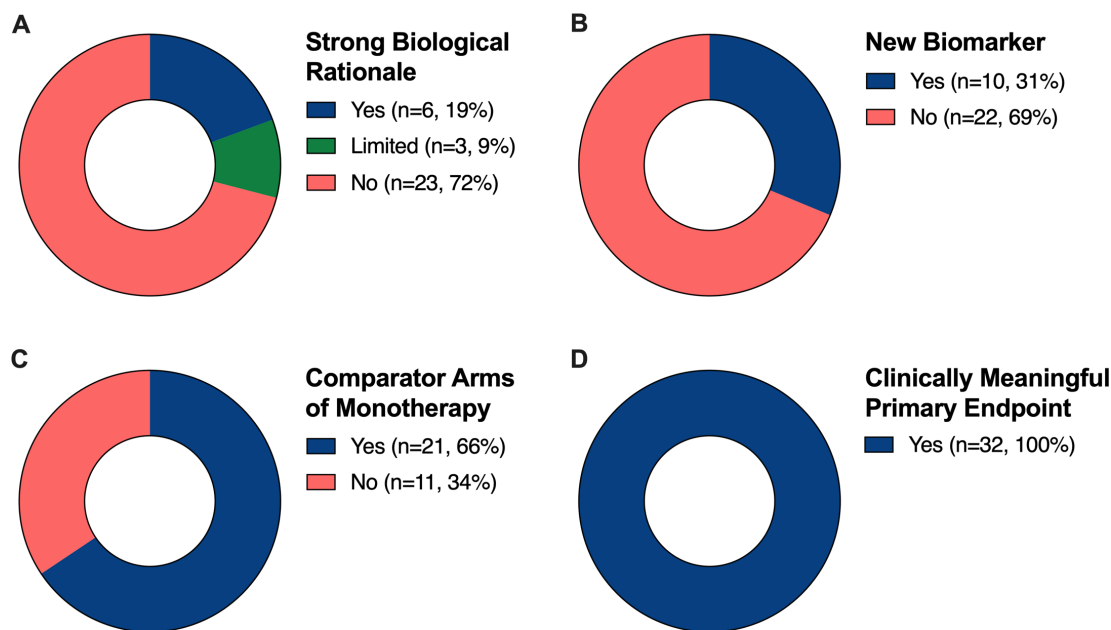 A
Strong Biological
Rationale
Yes (n=6, 19%)
Limited (n=3, 9%)
No (n=23, 72%)
B
New Biomarker
Yes (n=10, 31%)
No (n=22, 69%)
C
Comparator Arms
of Monotherapy
Yes (n=21, 66%)
No (n=11, 34%)
D
Clinically Meaningful
Primary Endpoint
Yes (n=32, 100%)